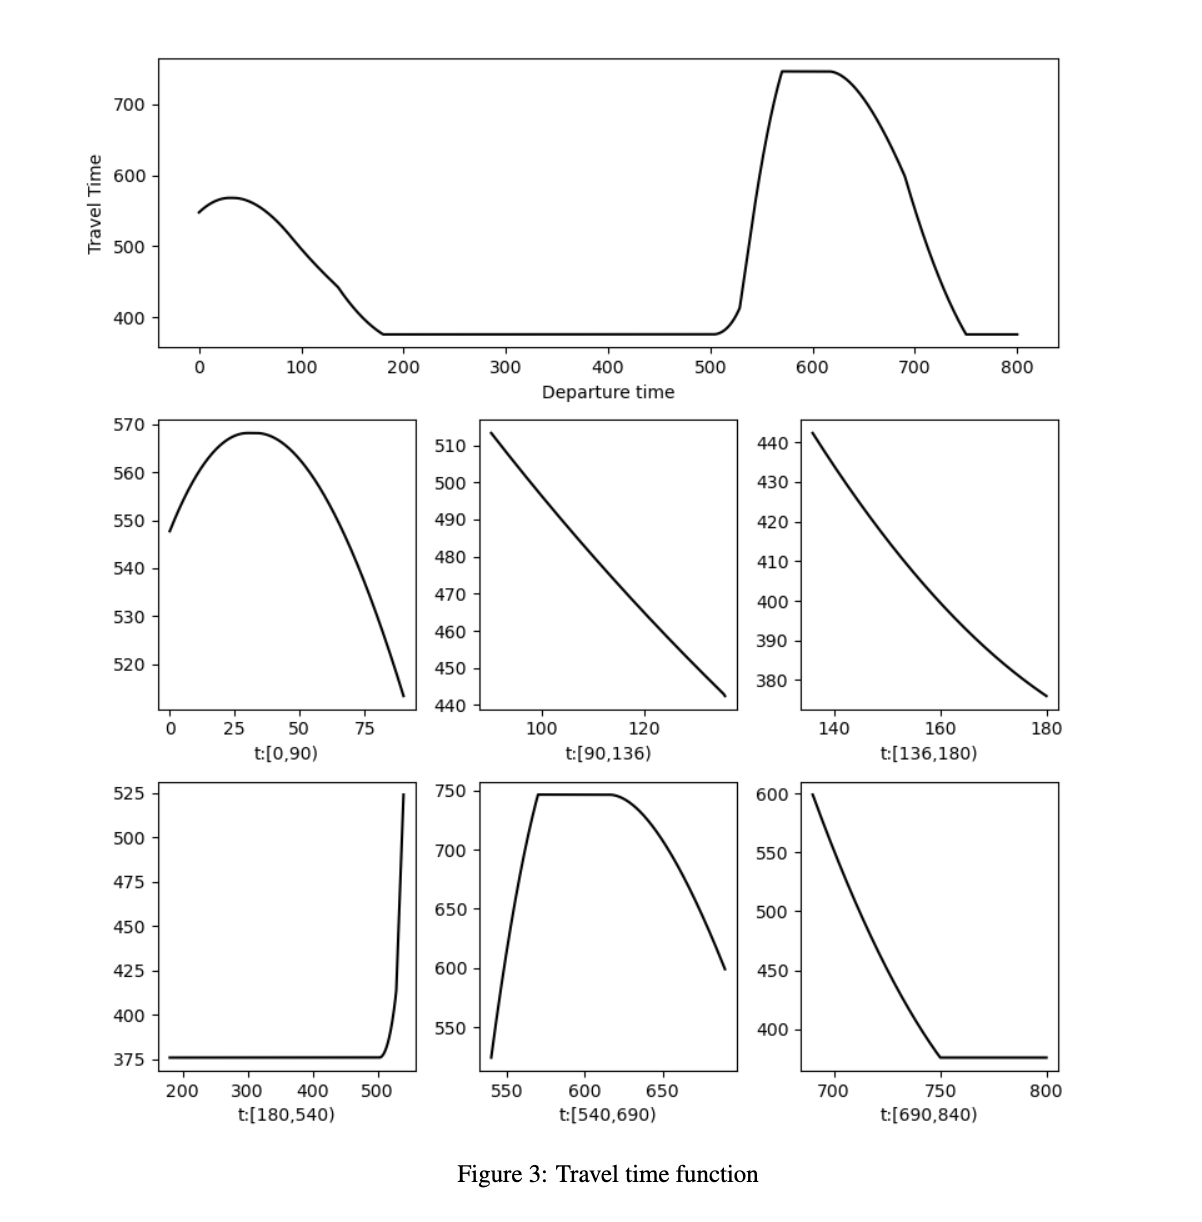 700
600
500
400
Travel Time
0 100 200 300 400 500 600 700 800
Departure time
570
560
550
540
530
520
0 25 50 75
t:[0,90)
510
500
490
480
470
460
450
440
100 120
t:[90,136)
440
430
420
410
400
390
380
140 160 180
t:[136,180)
525
500
475
450
425
400
375
200 300 400 500
t:[180,540)
750
700
650
600
550
550 600 650
t:[540,690)
600
550
500
450
400
700 750 800
t:[690,840)
Figure 3: Travel time function